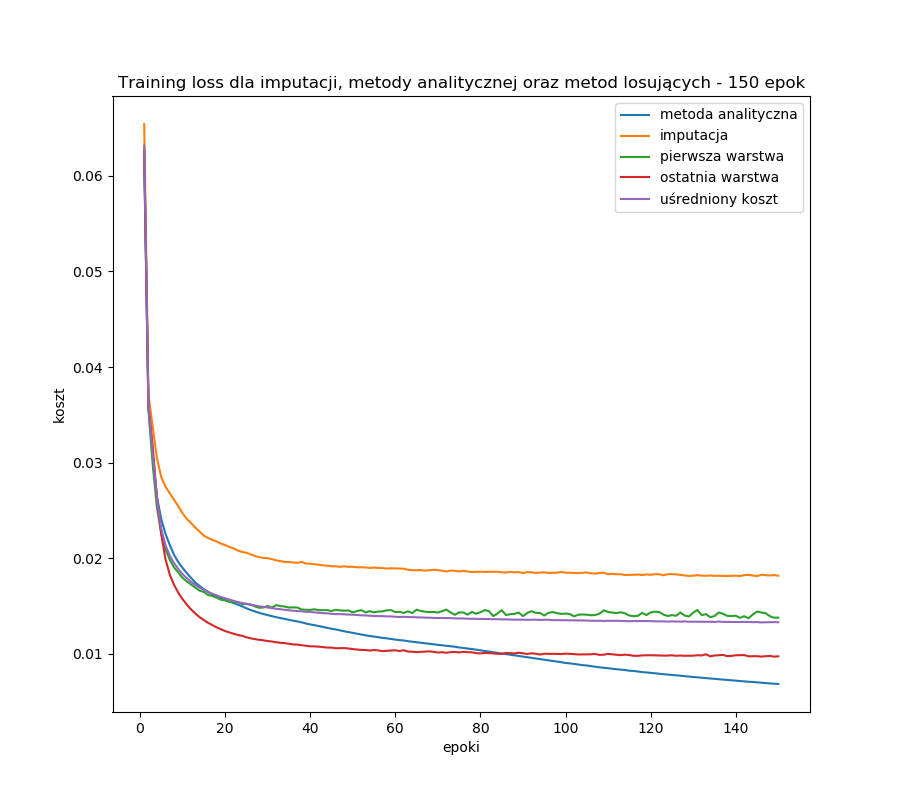 Training loss dla imputacji, metody analitycznej oraz metod losujących - 150 epok
metoda analityczna
imputacja
pierwsza warstwa
ostatnia warstwa
uśredniony koszt
koszt
0.06
0.05
0.04
0.03
0.02
0.01
0 20 40 60 80 100 120 140
epoki